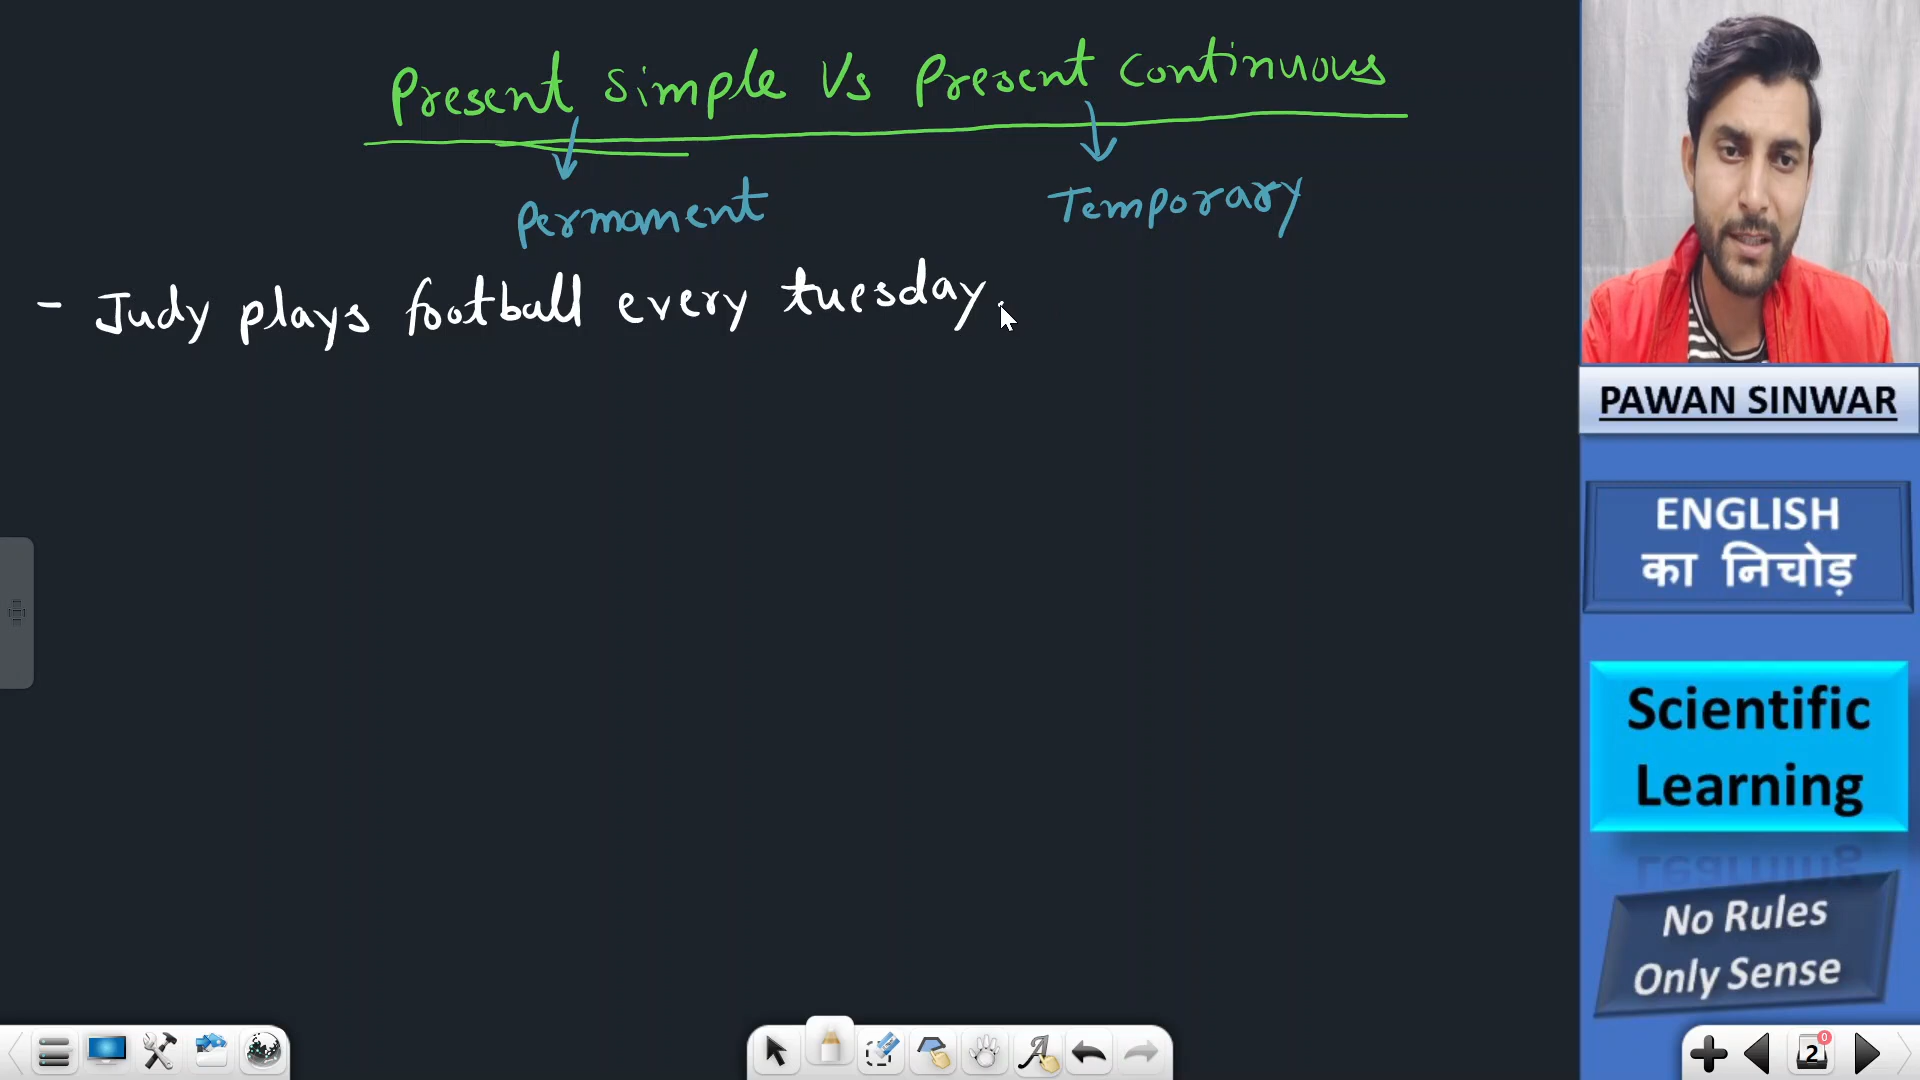 Present Simple Vs Present Continuous
Permanent
Temporary
- Judy plays football every tuesday.
PAWAN SINWAR
ENGLISH
का निचोड़
Scientific
Learning
No Rules
Only Sense
2
0